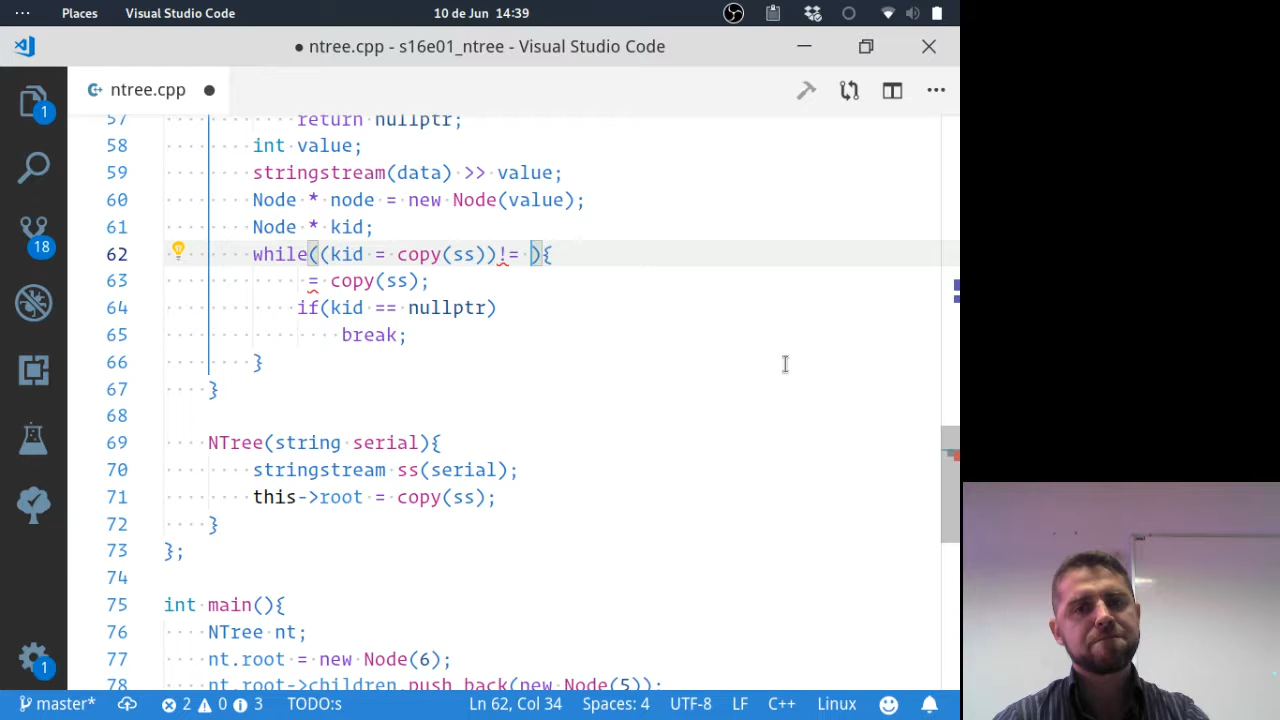 ··· Places Visual Studio Code 10 de Jun 14:39
● ntree.cpp - s16e01_ntree - Visual Studio Code
ntree.cpp
57 return nullptr;
58 int value;
59 stringstream(data) >> value;
60 Node * node = new Node(value);
61 Node * kid;
62 while((kid = copy(ss))!= ){
63 = copy(ss);
64 if(kid == nullptr)
65 break;
66 }
67 }
68
69 NTree(string serial){
70 stringstream ss(serial);
71 this->root = copy(ss);
72 }
73 };
74
75 int main(){
76 NTree nt;
77 nt.root = new Node(6);
78 nt.root->children.push_back(new Node(5));
1
18
1
master* 2 0 3 TODO:s Ln 62, Col 34 Spaces: 4 UTF-8 LF C++ Linux